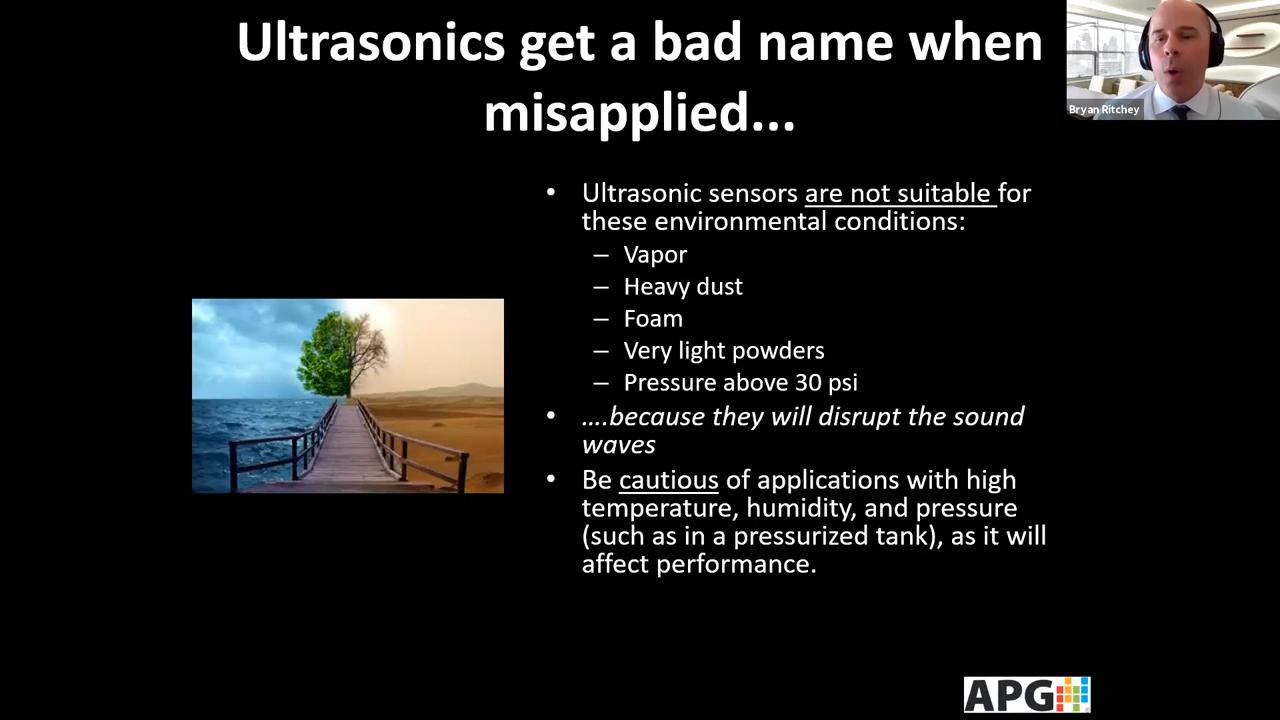 Ultrasonics get a bad name when
misapplied...
Bryan Ritchey
• Ultrasonic sensors are not suitable for
these environmental conditions:
– Vapor
– Heavy dust
– Foam
– Very light powders
– Pressure above 30 psi
• ....because they will disrupt the sound
waves
• Be cautious of applications with high
temperature, humidity, and pressure
(such as in a pressurized tank), as it will
affect performance.
APG